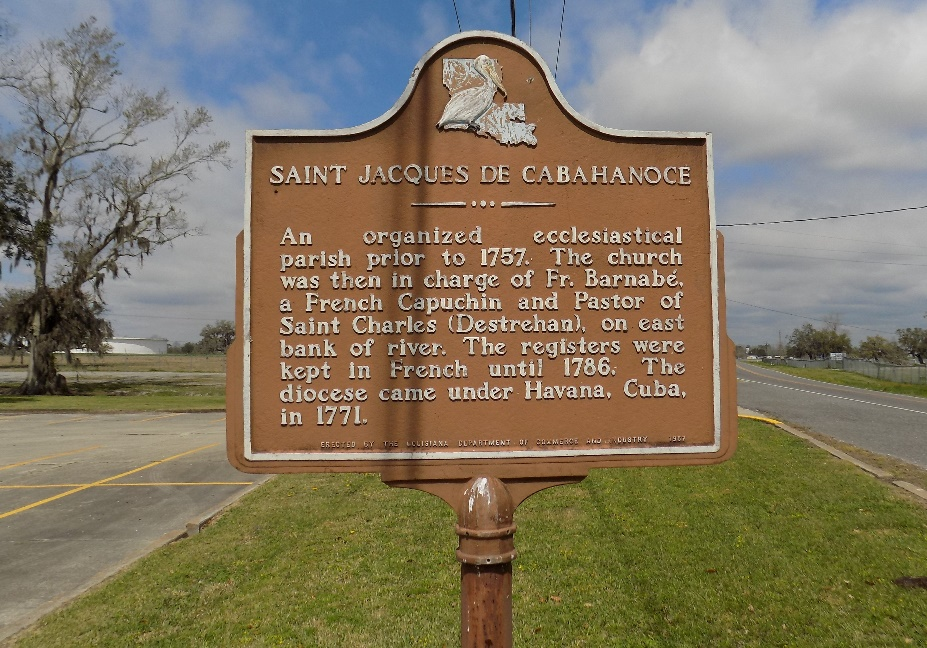 SAINT JACQUES DE CABAHANOCE
An organized ecclesiastical
parish prior to 1757. The church
was then in charge of Fr. Barnabé,
a French Capuchin and Pastor of
Saint Charles (Destrehan), on east
bank of river. The registers were
kept in French until 1786. The
diocese came under Havana, Cuba,
in 1771.
ERECTED BY THE LOUISIANA DEPARTMENT OF COMMERCE AND INDUSTRY 1967